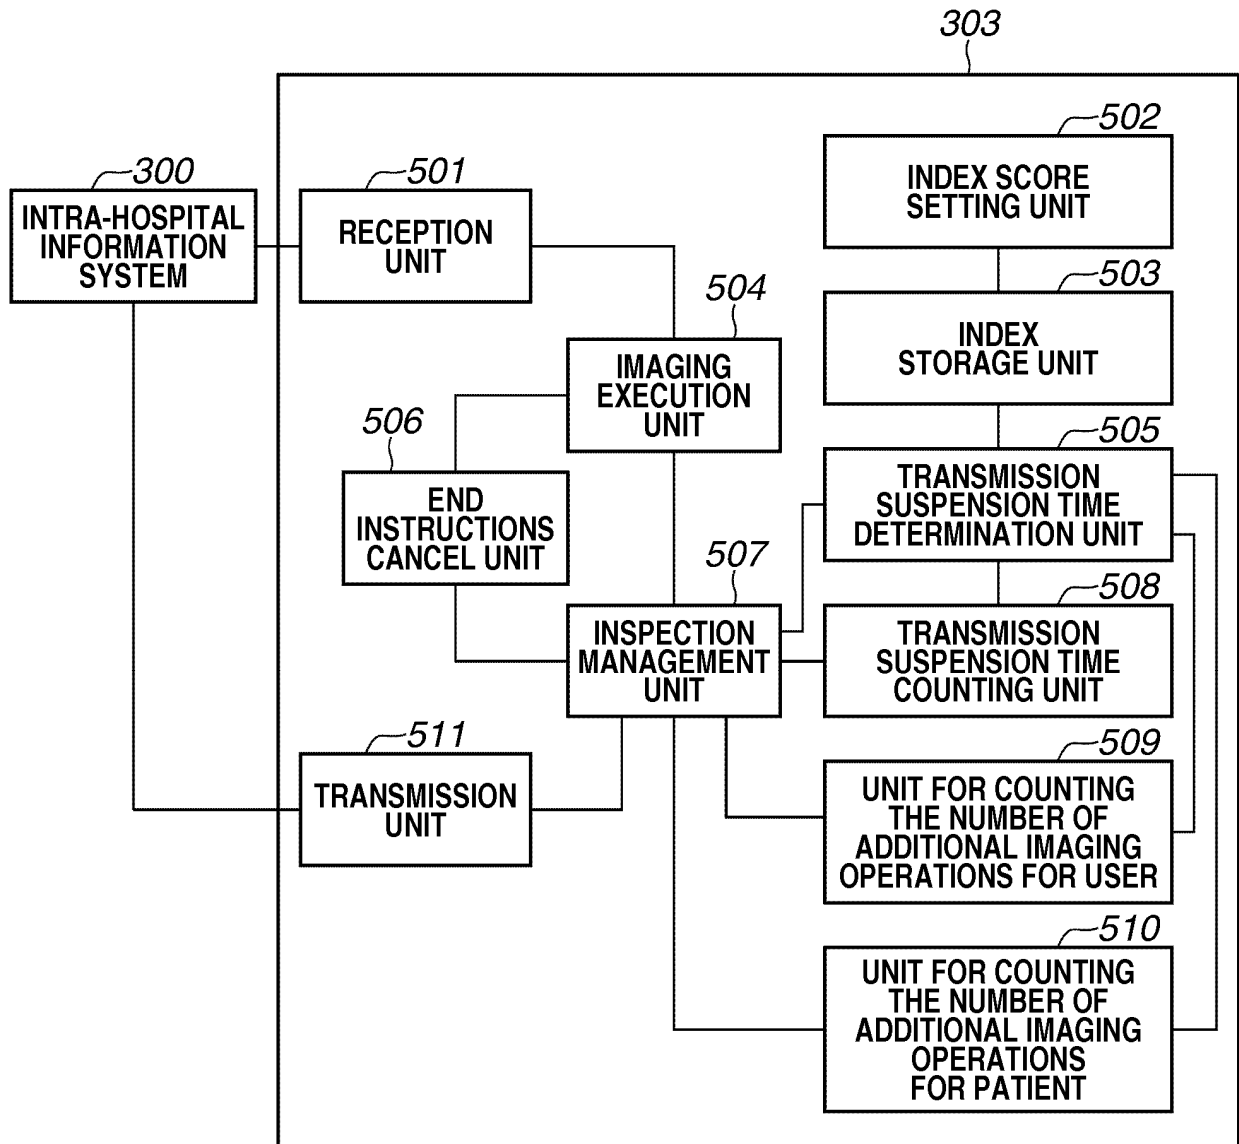 303
502
INDEX SCORE
SETTING UNIT
300
INTRA-HOSPITAL
INFORMATION
SYSTEM
501
RECEPTION
UNIT
503
INDEX
STORAGE UNIT
504
IMAGING
EXECUTION
UNIT
505
TRANSMISSION
SUSPENSION TIME
DETERMINATION UNIT
506
END
INSTRUCTIONS
CANCEL UNIT
507
INSPECTION
MANAGEMENT
UNIT
508
TRANSMISSION
SUSPENSION TIME
COUNTING UNIT
511
TRANSMISSION
UNIT
509
UNIT FOR COUNTING
THE NUMBER OF
ADDITIONAL IMAGING
OPERATIONS FOR USER
510
UNIT FOR COUNTING
THE NUMBER OF
ADDITIONAL IMAGING
OPERATIONS
FOR PATIENT